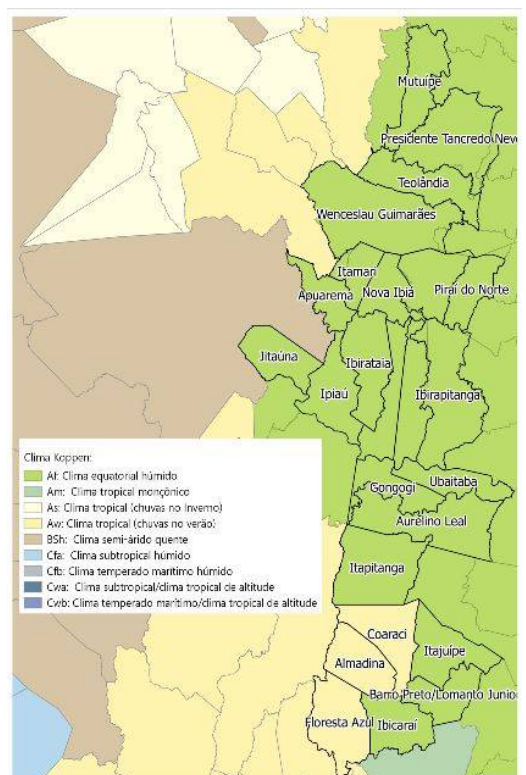 Mutuípe
Presidente Tancredo Neve
Teolândia
Wenceslau Guimarães
Itamari
Apuarema
Nova Ibiá
Piraí do Norte
Jitaúna
Ibirataia
Ipiaú
Ibirapitanga
Clima Koppen:
Af: Clima equatorial húmido
Am: Clima tropical monçônico
As: Clima tropical (chuvas no Inverno)
Aw: Clima tropical (chuvas no verão)
BSh: Clima semi-árido quente
Cfa: Clima subtropical húmido
Cfb: Clima temperado marítimo húmido
Cwa: Clima subtropical/clima tropical de altitude
Cwb: Clima temperado marítimo/clima tropical de altitude
Gongogi
Ubaitaba
Aurelino Leal
Itapitanga
Coaraci
Itajuípe
Almadina
Barro Preto/Lomanto Junior
Floresta Azul
Ibicaraí